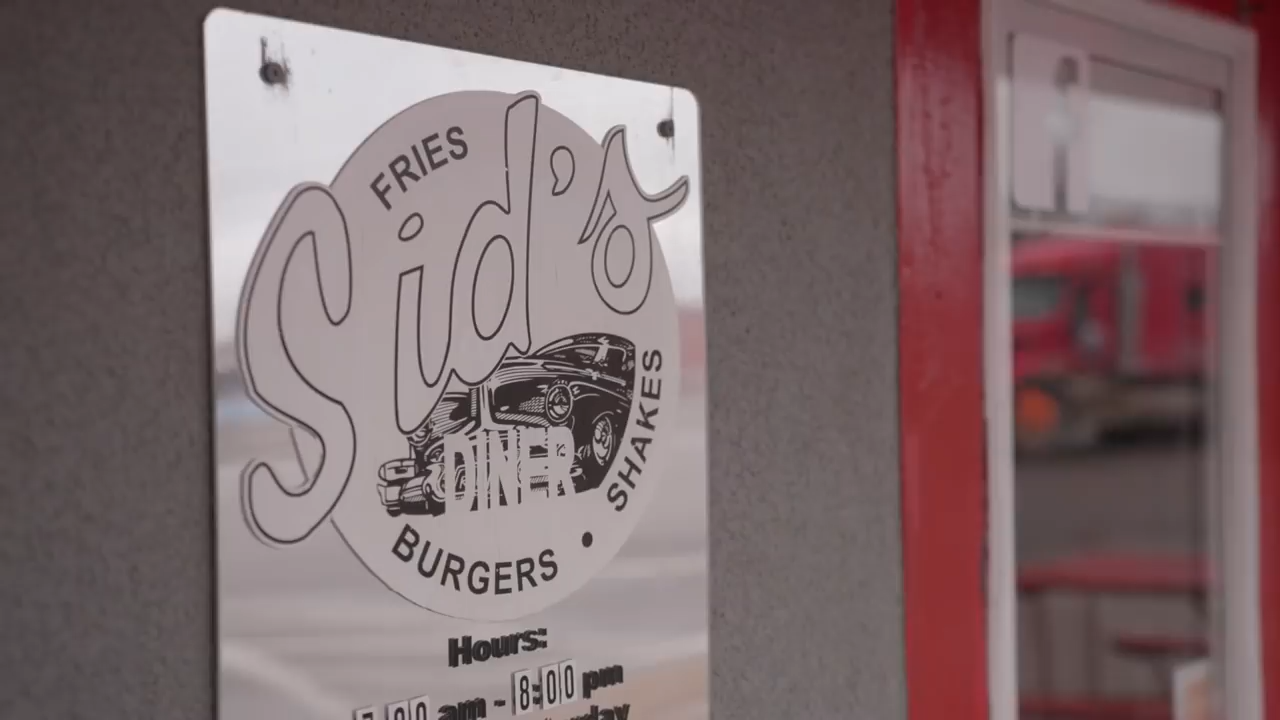 FRIES
Sid's
DINER
SHAKES
BURGERS •
Hours:
am - 8:00 pm